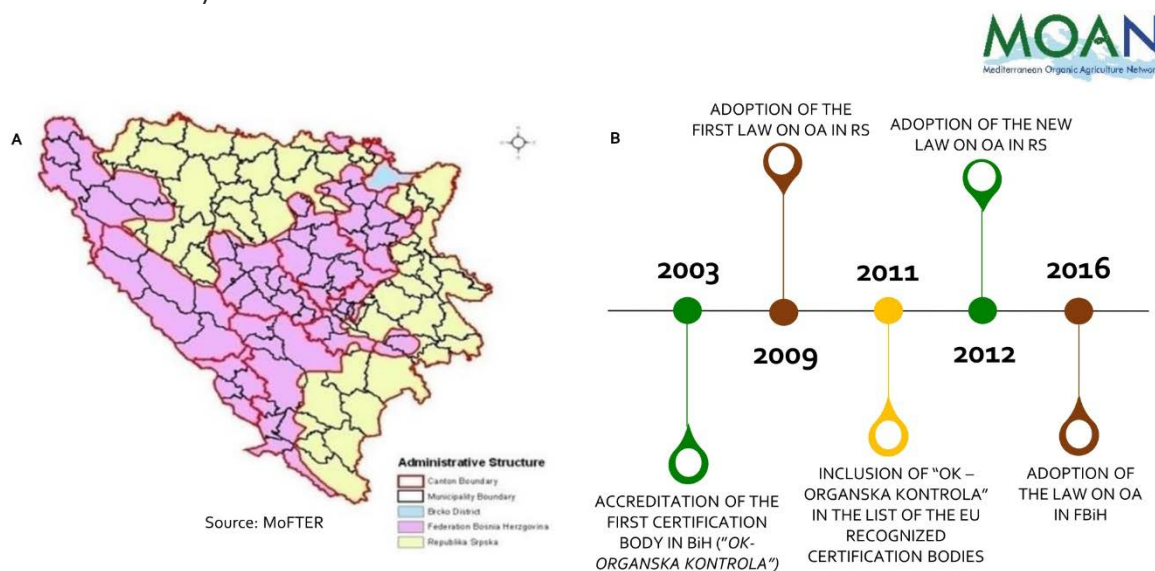 MOAN
Mediterranean Organic Agriculture Network
A
Administrative Structure
Canton Boundary
Municipality Boundary
Brcko District
Federation Bosnia Herzgovina
Republika Srpska
Source: MoFTER
B
ADOPTION OF THE
FIRST LAW ON OA IN RS
ADOPTION OF THE NEW
LAW ON OA IN RS
2003
2011
2016
2009
2012
ACCREDITATION OF THE
FIRST CERTIFICATION
BODY IN BiH ("OK-
ORGANSKA KONTROLA")
INCLUSION OF "OK –
ORGANSKA KONTROLA"
IN THE LIST OF THE EU
RECOGNIZED
CERTIFICATION BODIES
ADOPTION OF
THE LAW ON OA
IN FBiH